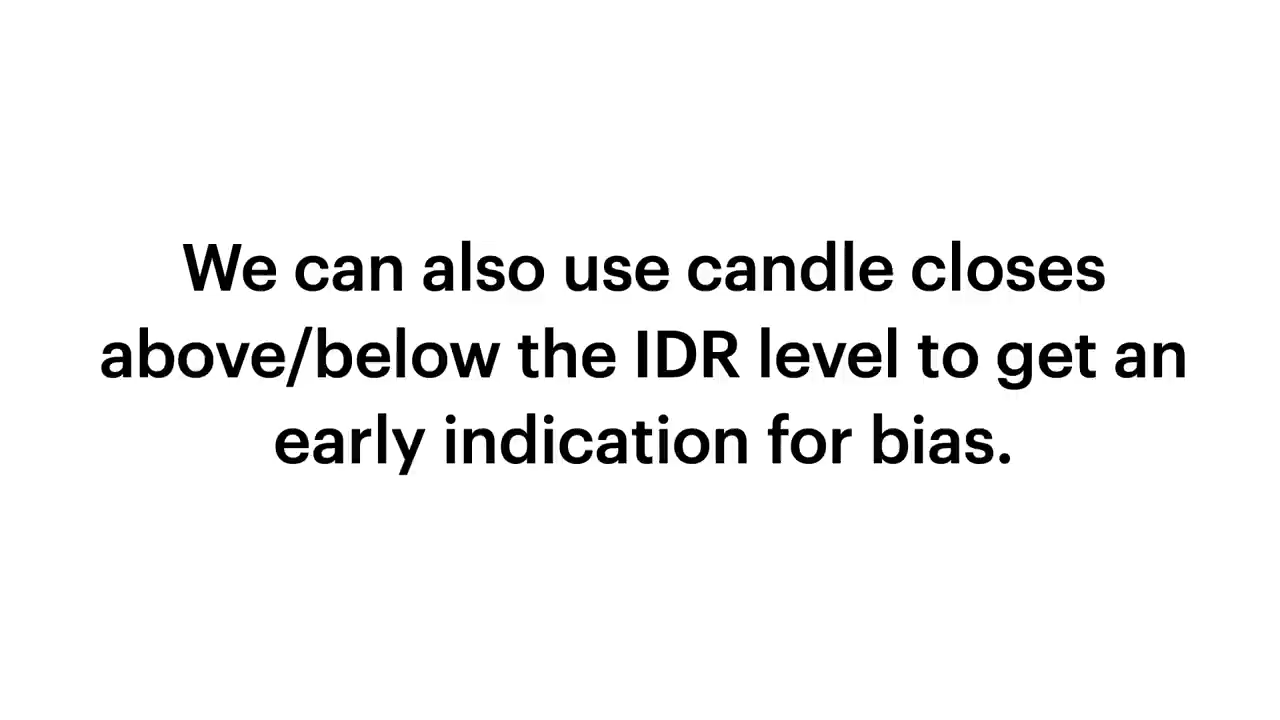 We can also use candle closes
above/below the IDR level to get an
early indication for bias.